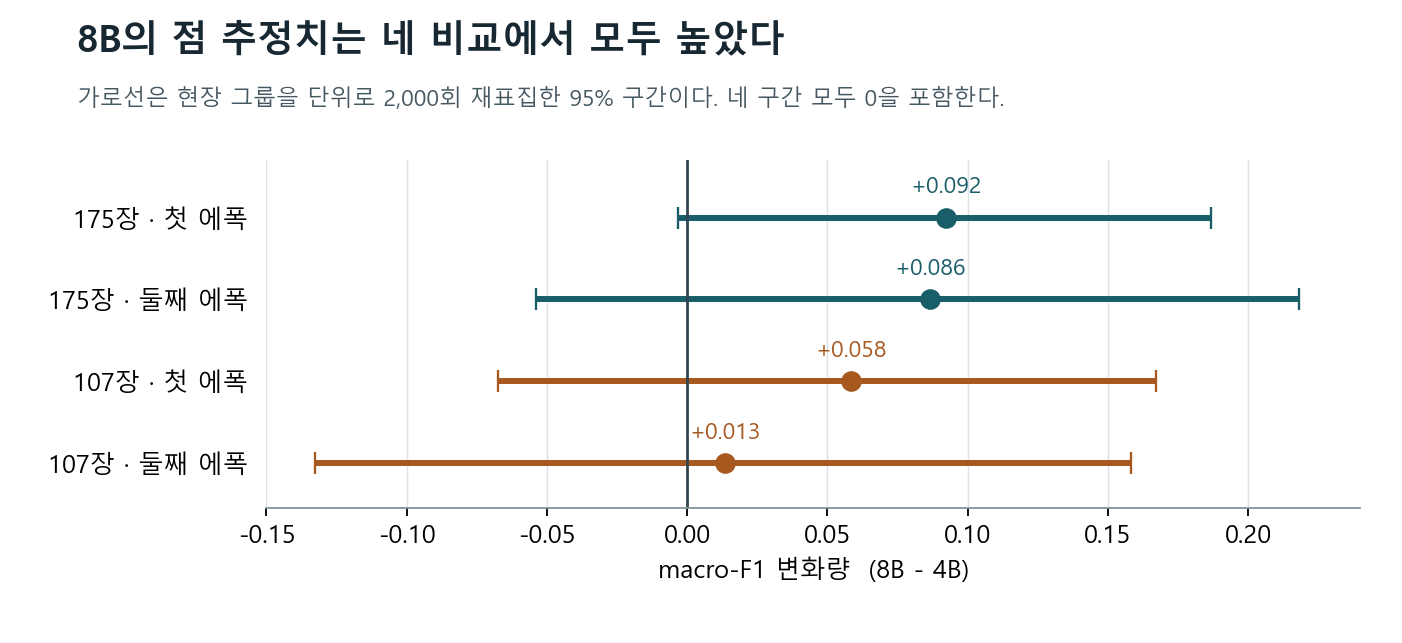 8B의 점 추정치는 네 비교에서 모두 높았다
가로선은 현장 그룹을 단위로 2,000회 재표집한 95% 구간이다. 네 구간 모두 0을 포함한다.
+0.092
175장 · 첫 에폭
+0.086
175장 · 둘째 에폭
+0.058
107장 · 첫 에폭
+0.013
107장 · 둘째 에폭
-0.15 -0.10 -0.05 0.00 0.05 0.10 0.15 0.20
macro-F1 변화량 (8B - 4B)